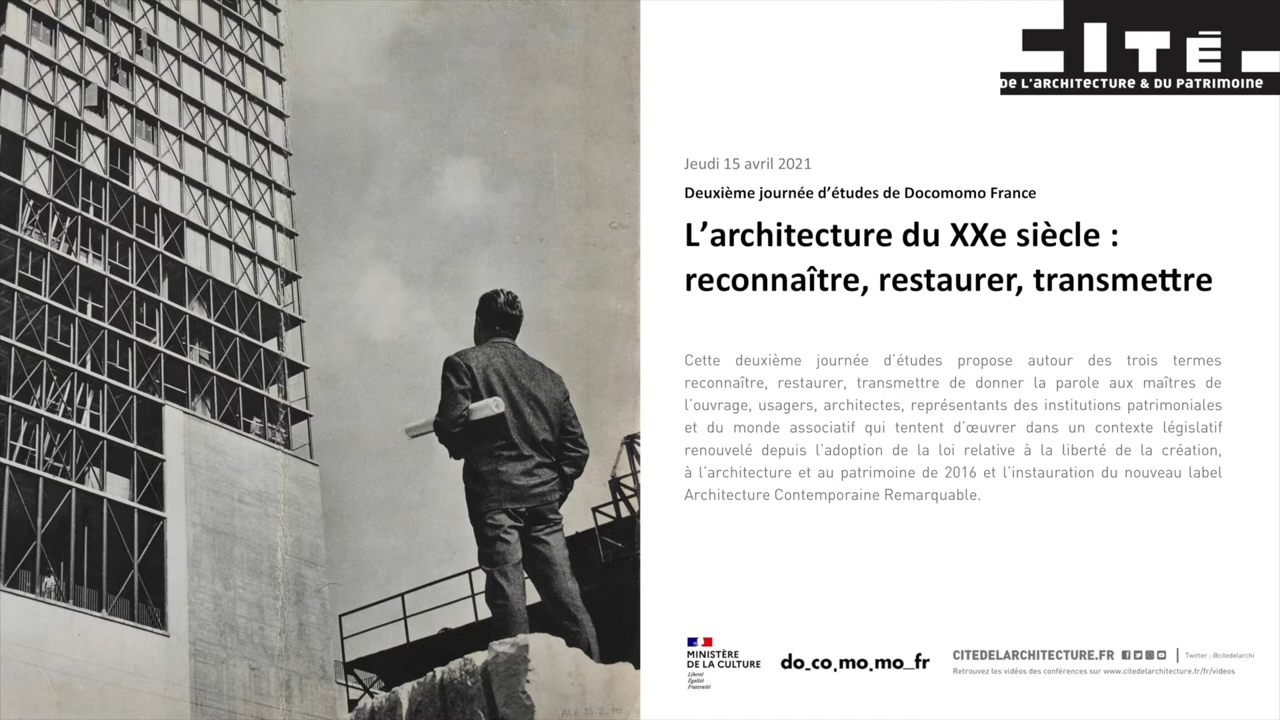 CITÉ
DE L'ARCHITECTURE & DU PATRIMOINE
Jeudi 15 avril 2021
Deuxième journée d'études de Docomomo France
L'architecture du XXe siècle :
reconnaître, restaurer, transmettre
Cette deuxième journée d'études propose autour des trois termes
reconnaître, restaurer, transmettre de donner la parole aux maîtres de
l'ouvrage, usagers, architectes, représentants des institutions patrimoniales
et du monde associatif qui tentent d'œuvrer dans un contexte législatif
renouvelé depuis l'adoption de la loi relative à la liberté de la création,
à l'architecture et au patrimoine de 2016 et l'instauration du nouveau label
Architecture Contemporaine Remarquable.
MINISTÈRE
DE LA CULTURE
Liberté
Égalité
Fraternité
do_co_mo_mo_fr
CITEDELARCHITECTURE.FR
Twitter : @citedelarchi
Retrouvez les vidéos des conférences sur www.citedelarchitecture.fr/fr/videos